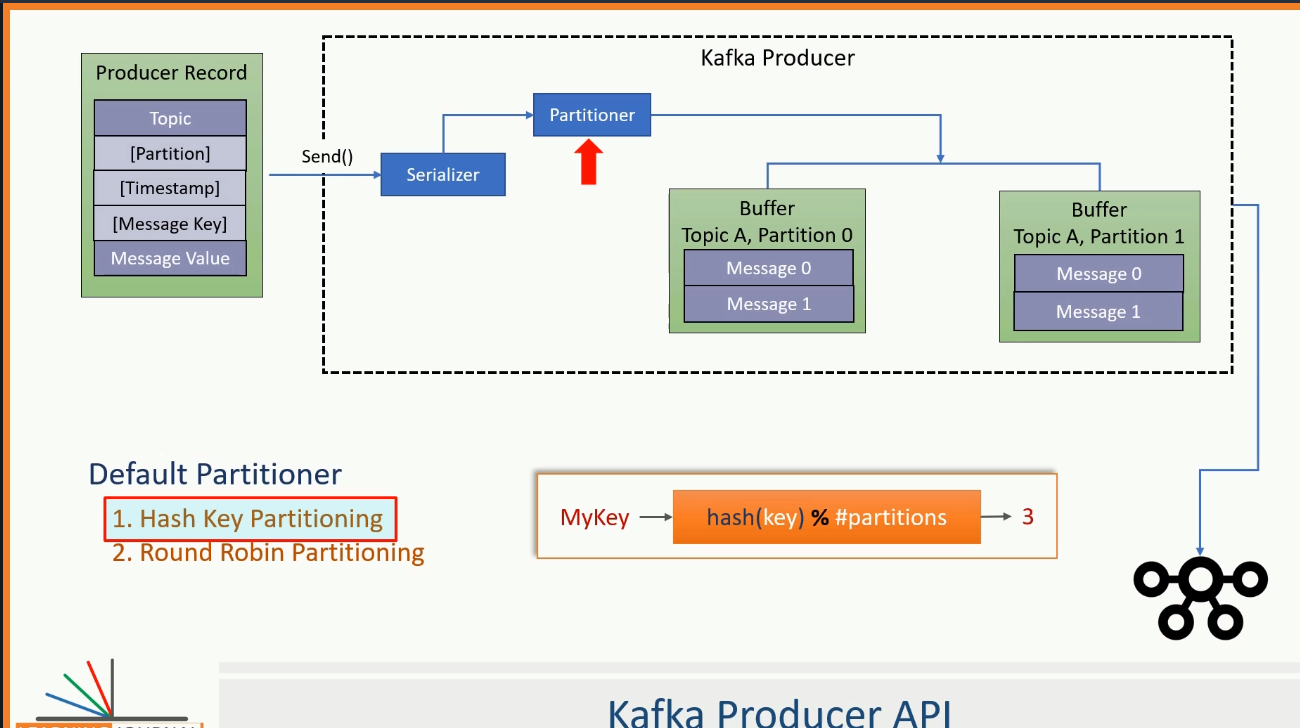 Kafka Producer
Producer Record
Topic
[Partition]
[Timestamp]
[Message Key]
Message Value
Send()
Serializer
Partitioner
Buffer
Topic A, Partition 0
Message 0
Message 1
Buffer
Topic A, Partition 1
Message 0
Message 1
Default Partitioner
1. Hash Key Partitioning
2. Round Robin Partitioning
MyKey
hash(key) % #partitions
3
Kafka Producer API